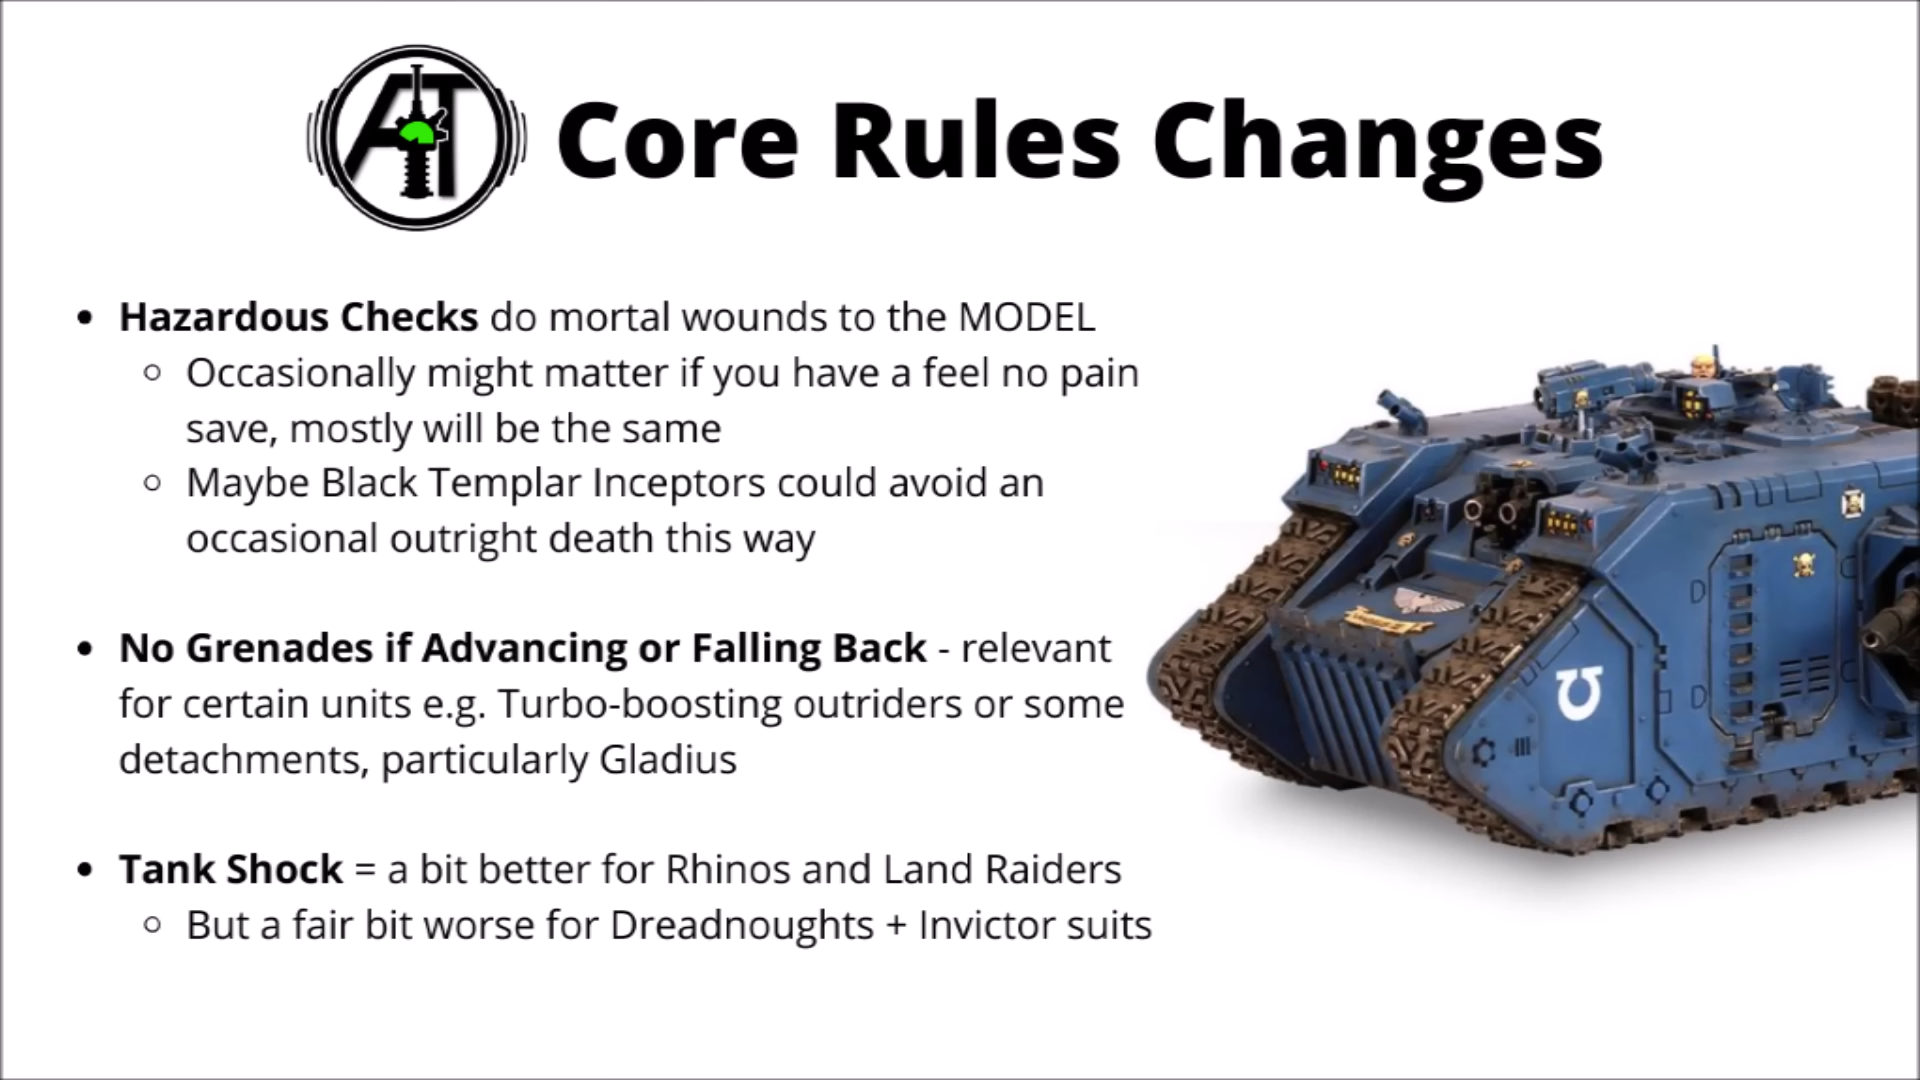 AT Core Rules Changes
• Hazardous Checks do mortal wounds to the MODEL
○ Occasionally might matter if you have a feel no pain
save, mostly will be the same
○ Maybe Black Templar Inceptors could avoid an
occasional outright death this way
• No Grenades if Advancing or Falling Back - relevant
for certain units e.g. Turbo-boosting outriders or some
detachments, particularly Gladius
• Tank Shock = a bit better for Rhinos and Land Raiders
○ But a fair bit worse for Dreadnoughts + Invictor suits